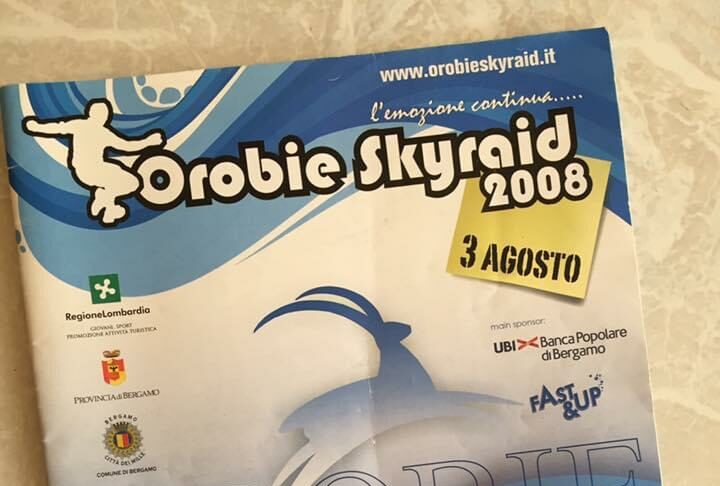 www.orobieskyraid.it
l'emozione continua.....
Orobie Skyraid
2008
3 AGOSTO
RegioneLombardia
GIOVANI, SPORT
PROMOZIONE ATTIVITÀ TURISTICA
PROVINCIA di BERGAMO
BERGAMO
CITTÀ DEI MILLE
COMUNE DI BERGAMO
main sponsor:
UBI Banca Popolare
di Bergamo
FAST
&UP
OBIE